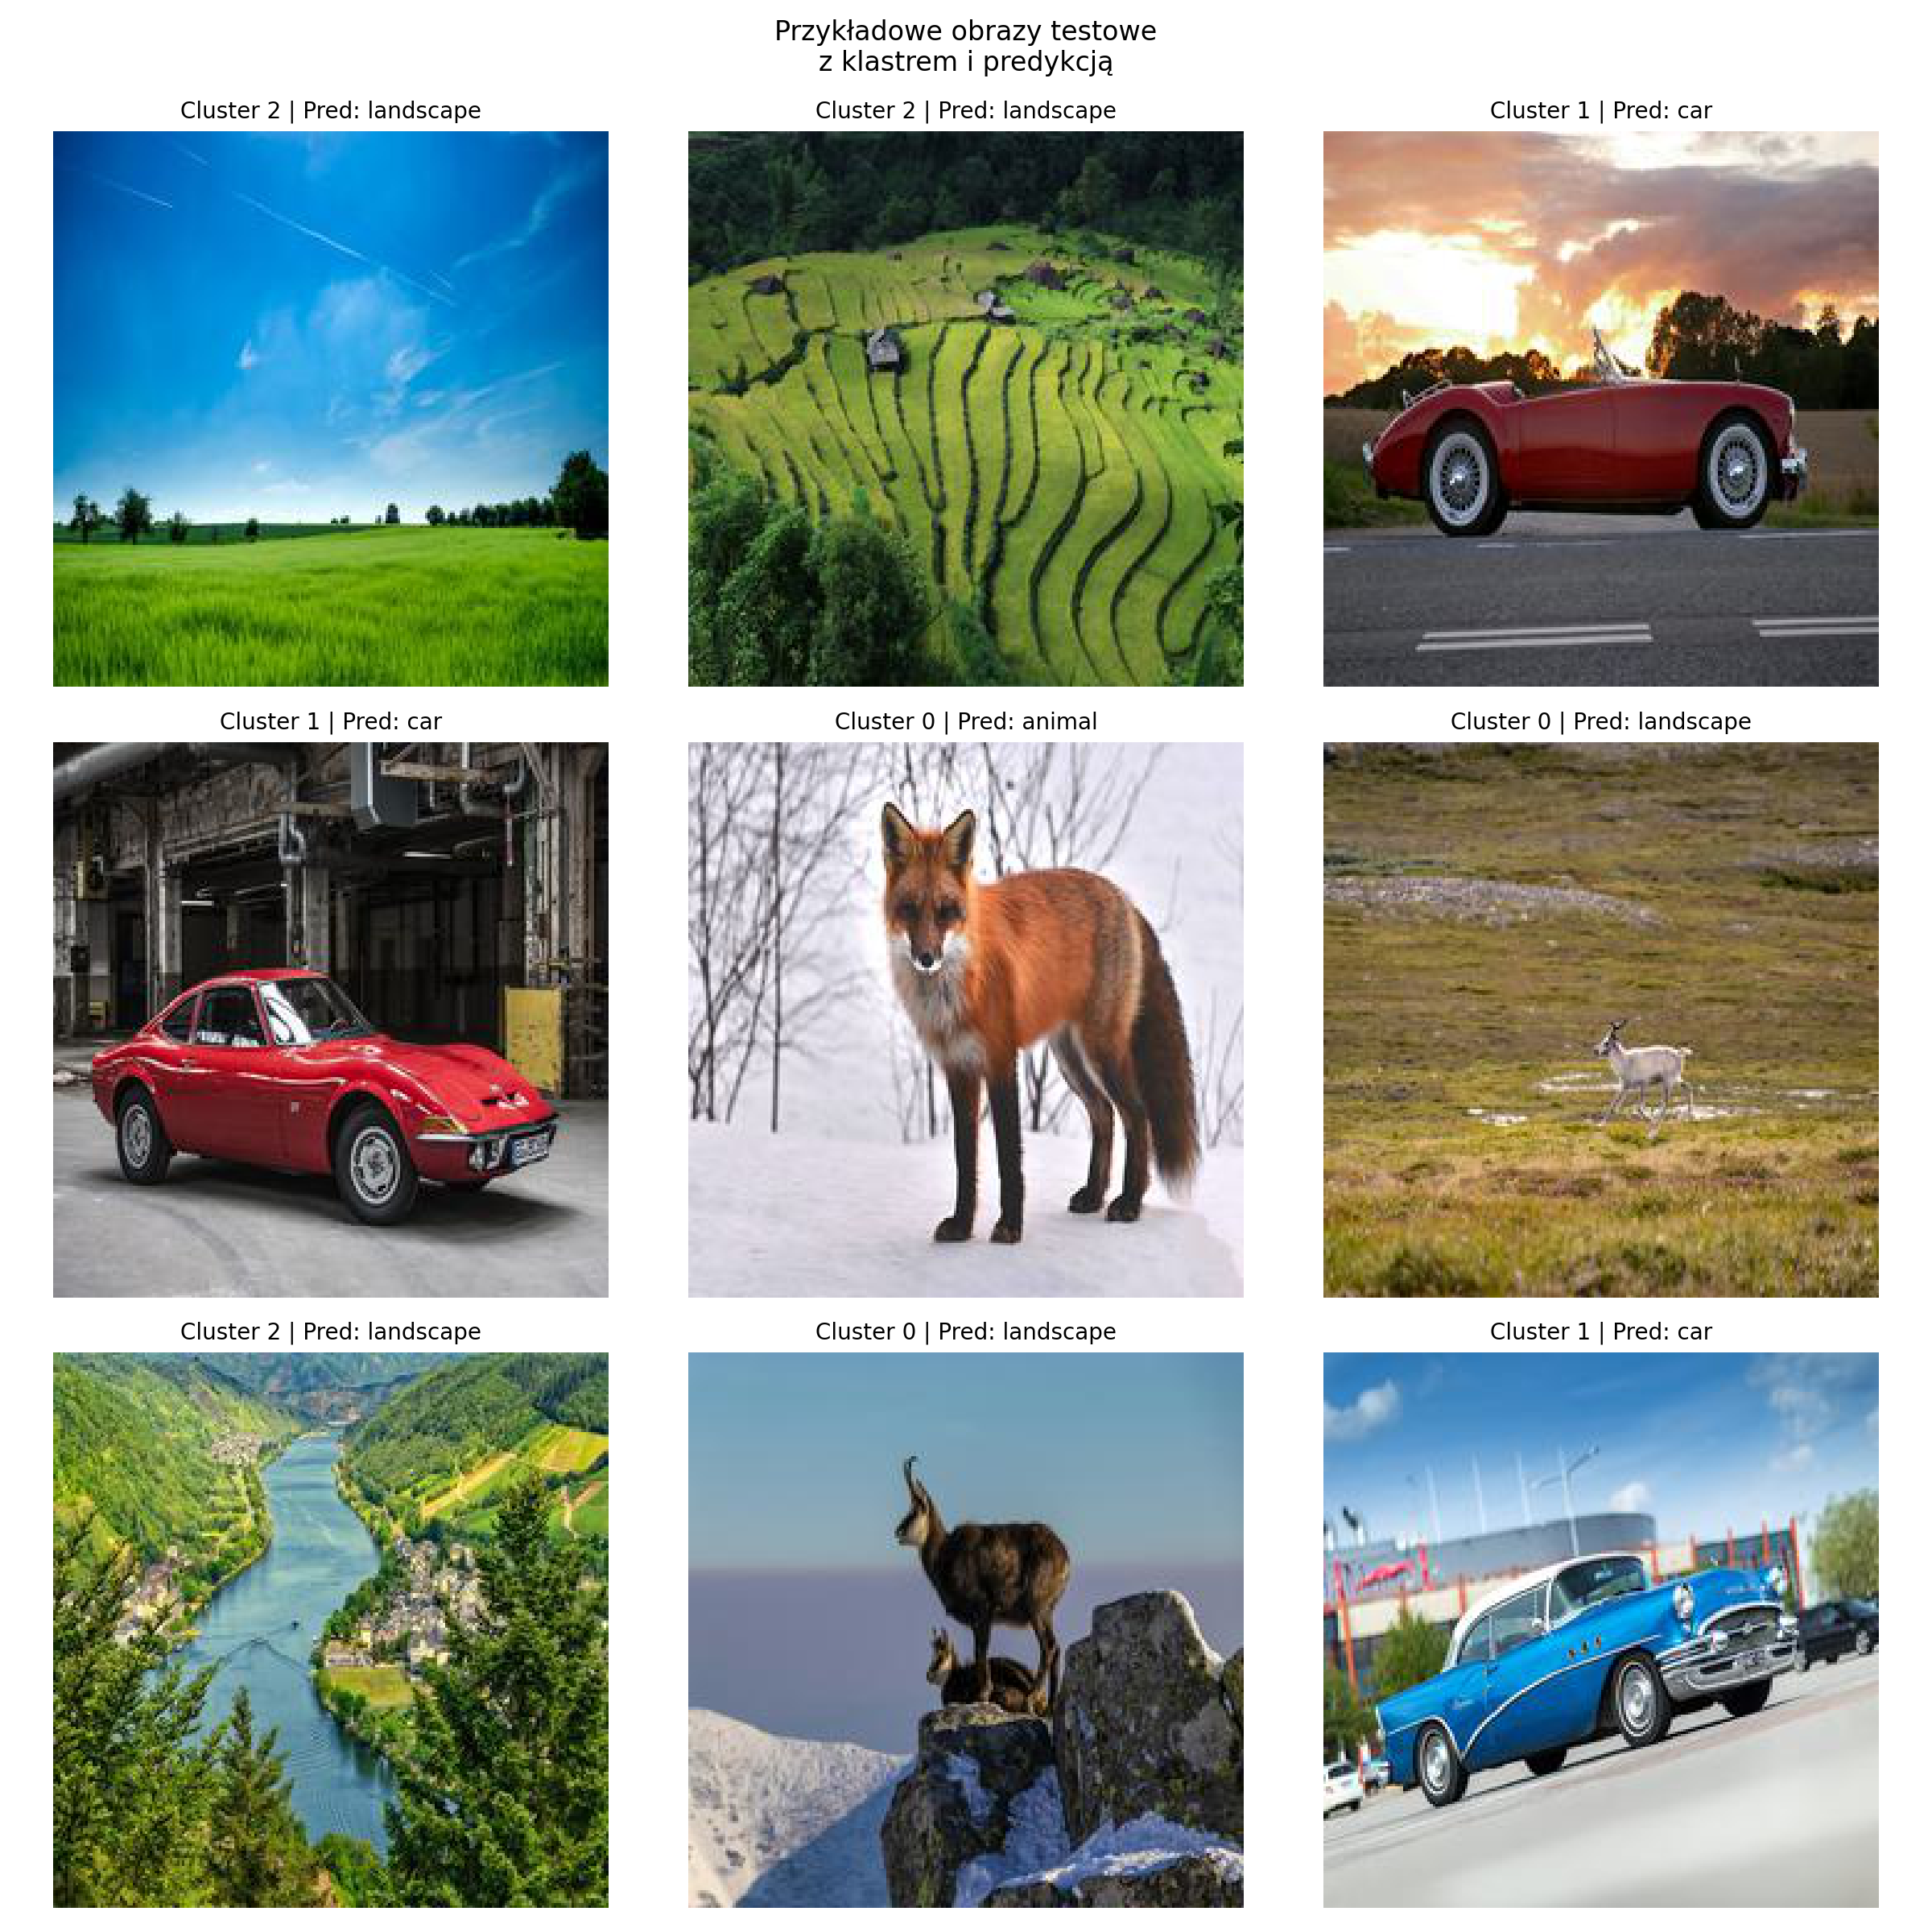 Przykładowe obrazy testowe
z klastrem i predykcją
Cluster 2 | Pred: landscape
Cluster 2 | Pred: landscape
Cluster 1 | Pred: car
Cluster 1 | Pred: car
Cluster 0 | Pred: animal
Cluster 0 | Pred: landscape
Cluster 2 | Pred: landscape
Cluster 0 | Pred: landscape
Cluster 1 | Pred: car